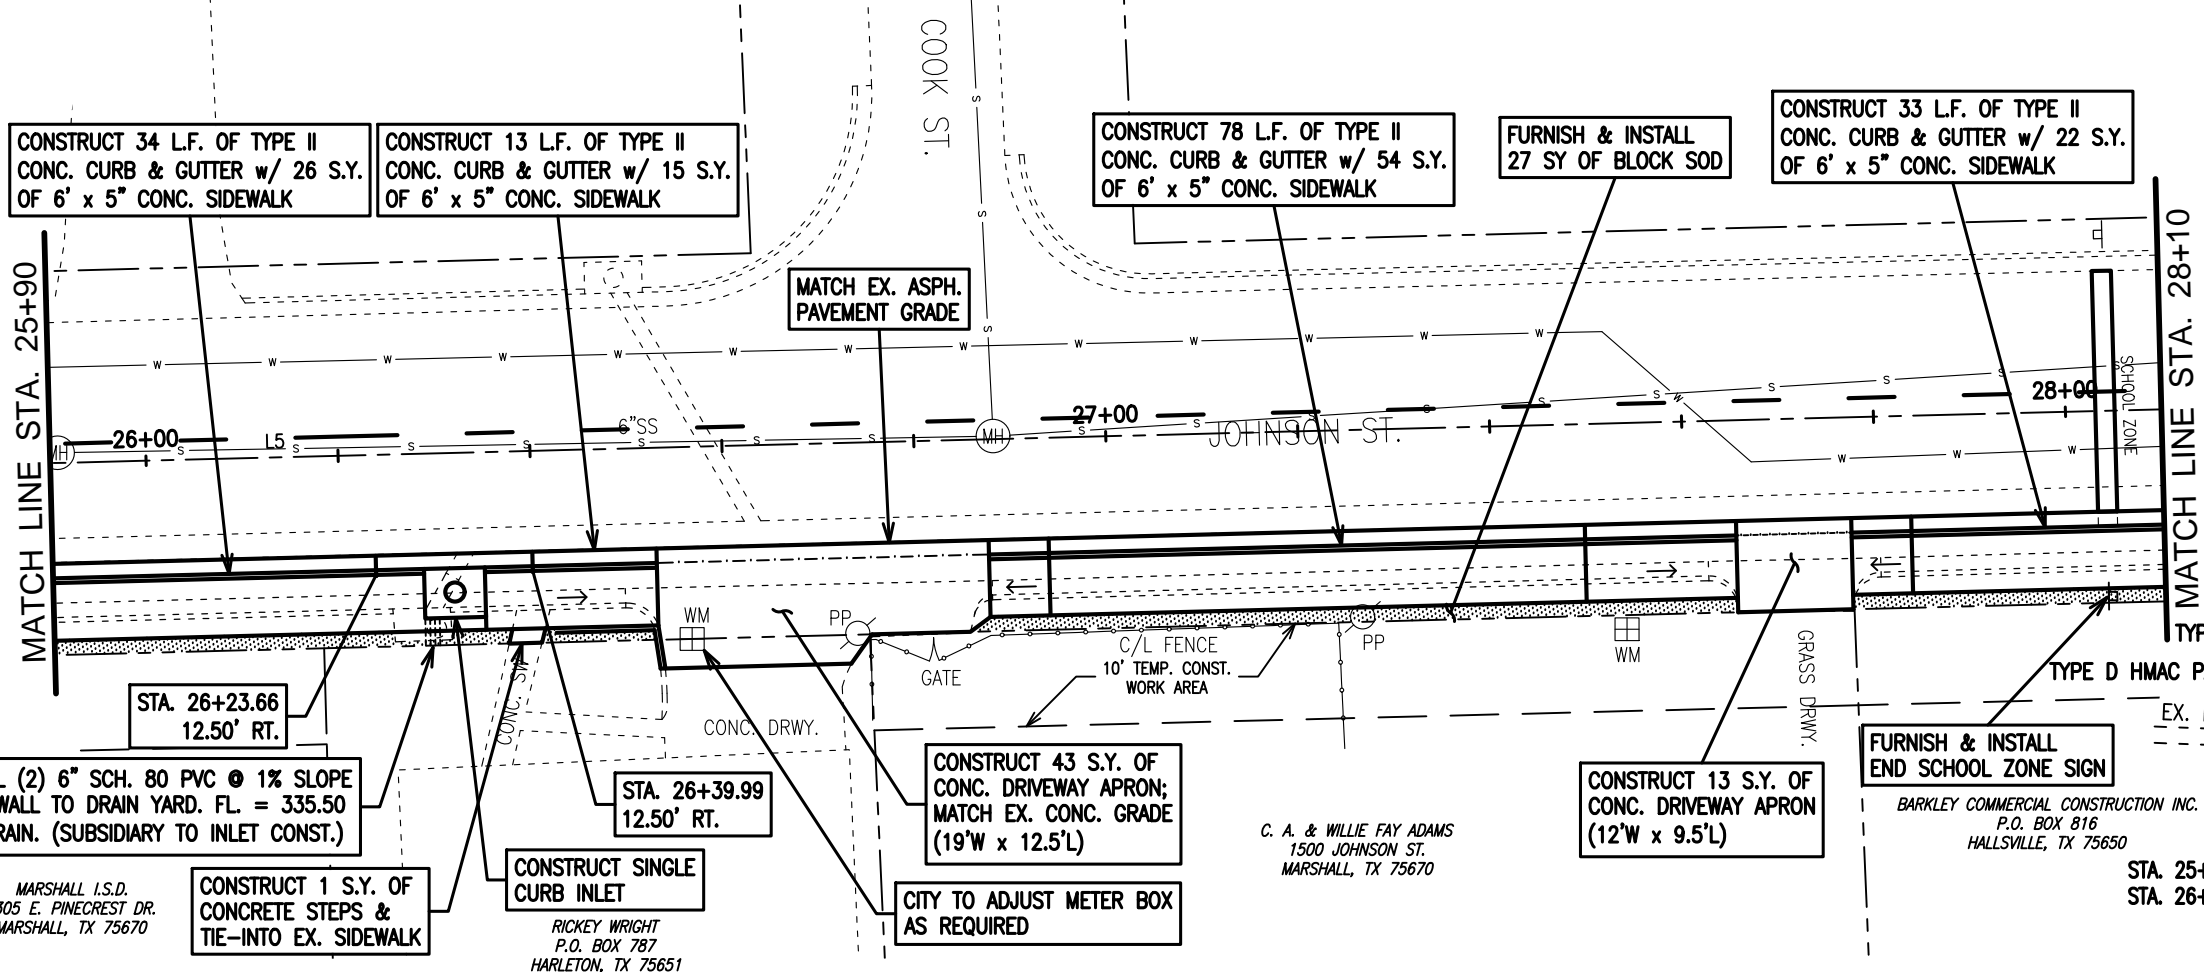 COOK ST.
CONSTRUCT 34 L.F. OF TYPE II
CONC. CURB & GUTTER w/ 26 S.Y.
OF 6' x 5" CONC. SIDEWALK
CONSTRUCT 13 L.F. OF TYPE II
CONC. CURB & GUTTER w/ 15 S.Y.
OF 6' x 5" CONC. SIDEWALK
CONSTRUCT 78 L.F. OF TYPE II
CONC. CURB & GUTTER w/ 54 S.Y.
OF 6' x 5" CONC. SIDEWALK
FURNISH & INSTALL
27 SY OF BLOCK SOD
CONSTRUCT 33 L.F. OF TYPE II
CONC. CURB & GUTTER w/ 22 S.Y.
OF 6' x 5" CONC. SIDEWALK
MATCH LINE STA. 25+90
MATCH EX. ASPH.
PAVEMENT GRADE
MATCH LINE STA. 28+10
SCHOOL ZONE
MH
26+00
L5
6"SS
MH
27+00
JOHNSON ST.
28+00
WM
PP
GATE
C/L FENCE
10' TEMP. CONST.
WORK AREA
PP
WM
GRASS DRWY.
TYP
TYPE D HMAC P
EX.
CONC. SW
CONC. DRWY.
STA. 26+23.66
12.50' RT.
L (2) 6" SCH. 80 PVC @ 1% SLOPE
WALL TO DRAIN YARD. FL. = 335.50
RAIN. (SUBSIDIARY TO INLET CONST.)
STA. 26+39.99
12.50' RT.
CONSTRUCT 43 S.Y. OF
CONC. DRIVEWAY APRON;
MATCH EX. CONC. GRADE
(19'W x 12.5'L)
CONSTRUCT 13 S.Y. OF
CONC. DRIVEWAY APRON
(12'W x 9.5'L)
FURNISH & INSTALL
END SCHOOL ZONE SIGN
BARKLEY COMMERCIAL CONSTRUCTION INC.
P.O. BOX 816
HALLSVILLE, TX 75650
C. A. & WILLIE FAY ADAMS
1500 JOHNSON ST.
MARSHALL, TX 75670
MARSHALL I.S.D.
305 E. PINECREST DR.
MARSHALL, TX 75670
CONSTRUCT 1 S.Y. OF
CONCRETE STEPS &
TIE-INTO EX. SIDEWALK
CONSTRUCT SINGLE
CURB INLET
RICKEY WRIGHT
P.O. BOX 787
HARLETON, TX 75651
CITY TO ADJUST METER BOX
AS REQUIRED
STA. 25+
STA. 26+